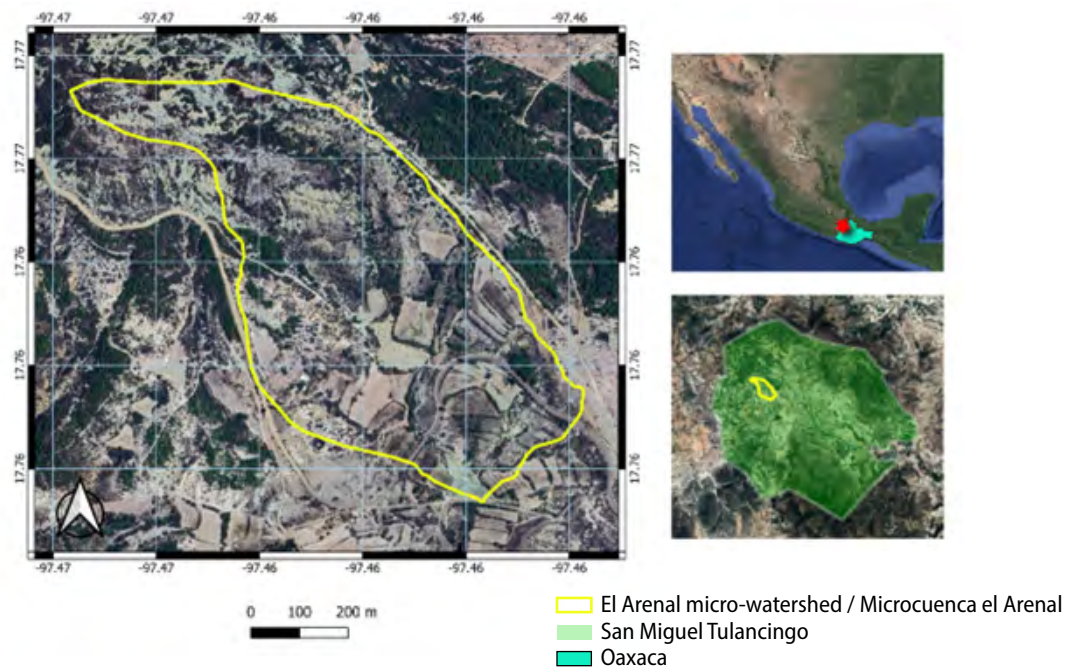 -97.47 -97.47 -97.46 -97.46 -97.46 -97.46
17.77 17.77
17.77 17.77
17.76 17.76
17.76 17.76
17.76 17.76
-97.47 -97.47 -97.46 -97.46 -97.46 -97.46
0 100 200 m
El Arenal micro-watershed / Microcuenca el Arenal
San Miguel Tulancingo
Oaxaca